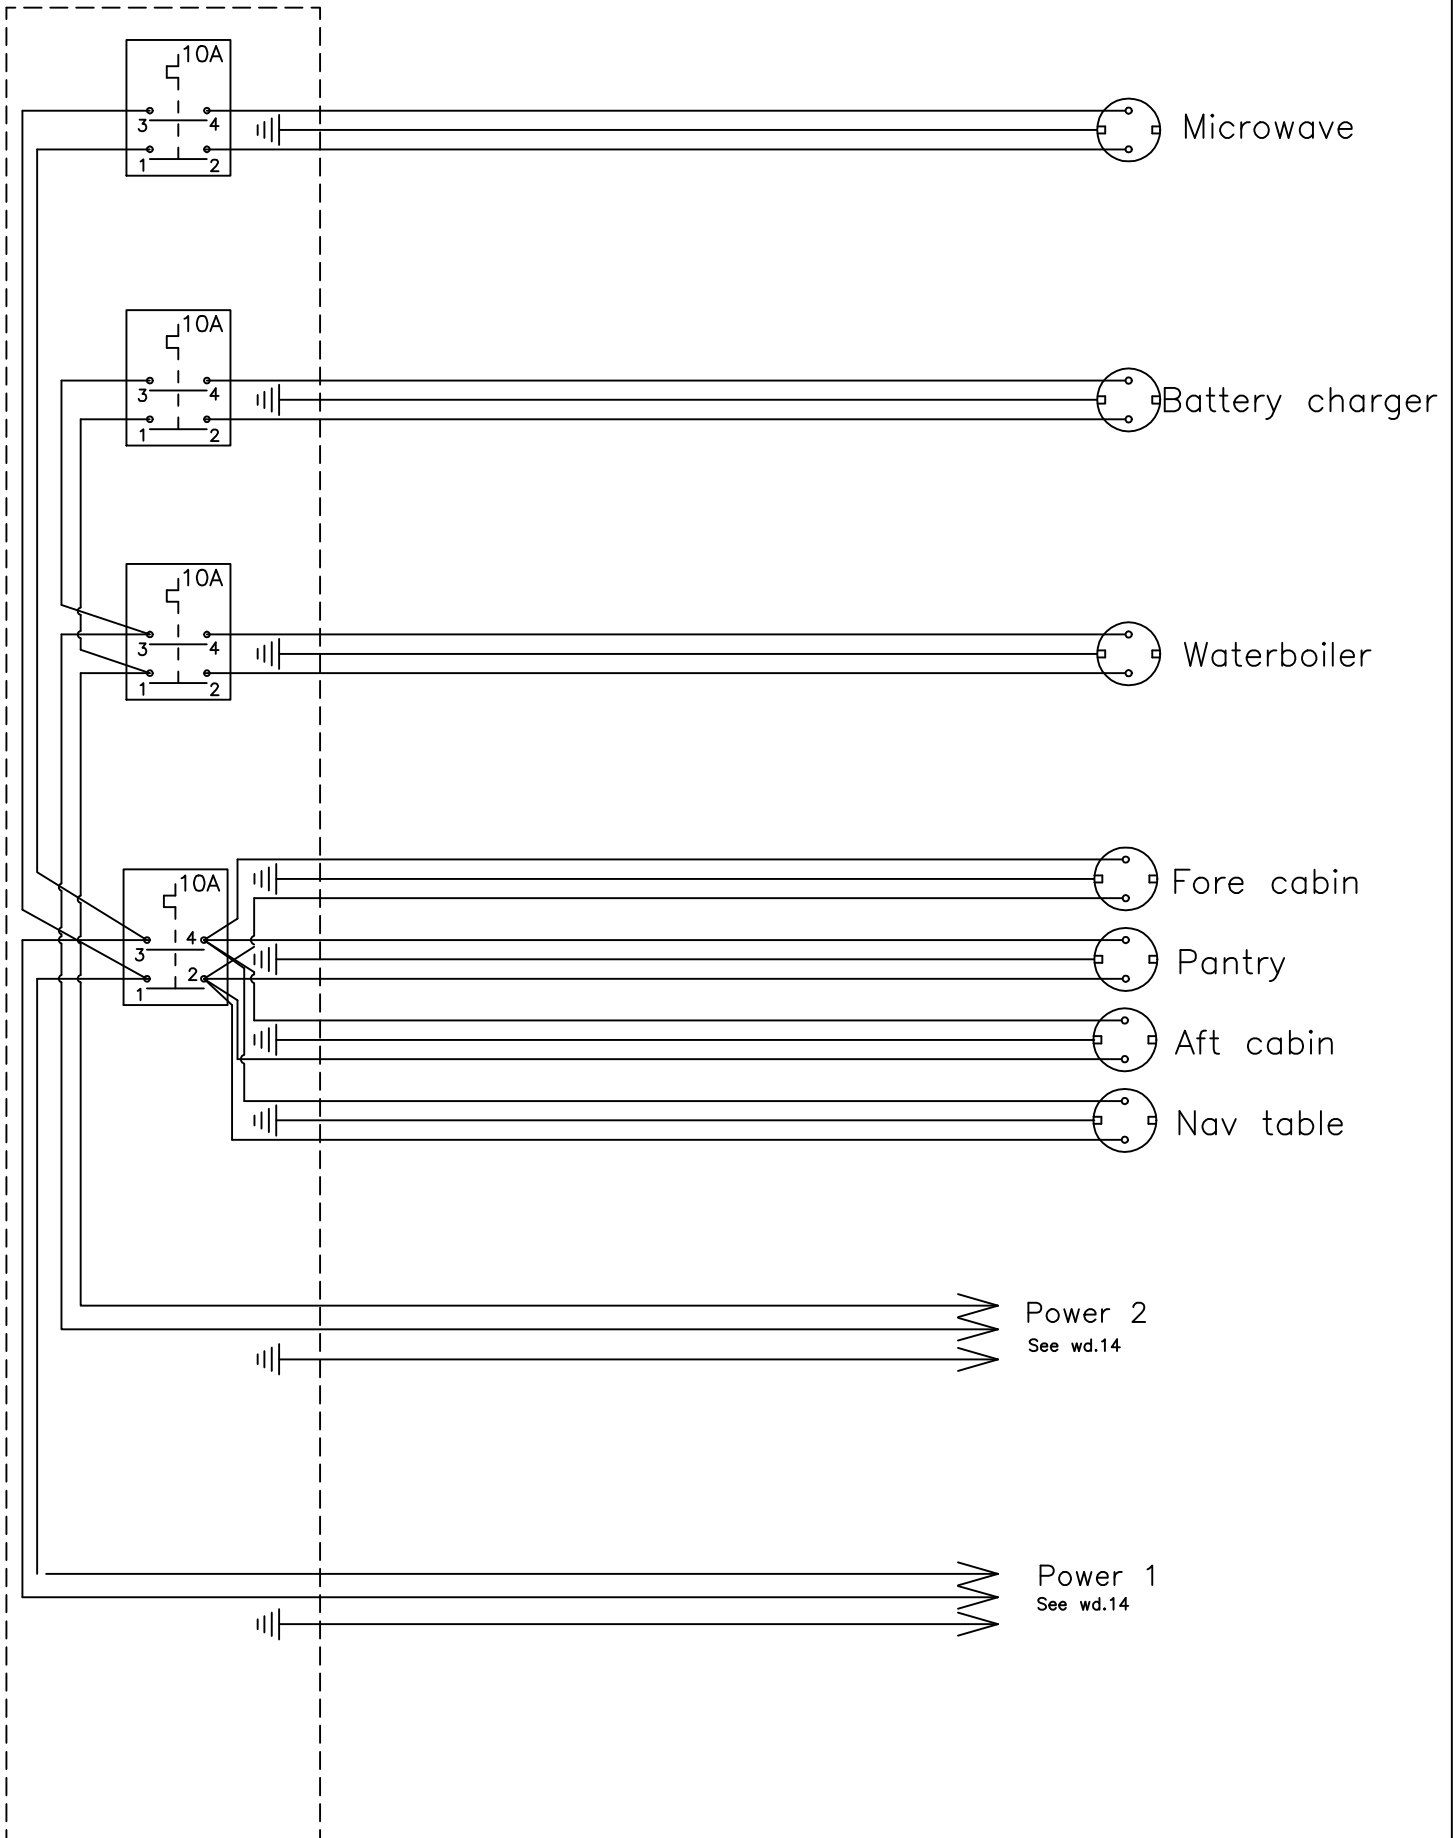 10A
3 4
1 2
Microwave
10A
3 4
1 2
Battery charger
10A
3 4
1 2
Waterboiler
10A
3 4
1 2
Fore cabin
Pantry
Aft cabin
Nav table
Power 2
See wd.14
Power 1
See wd.14